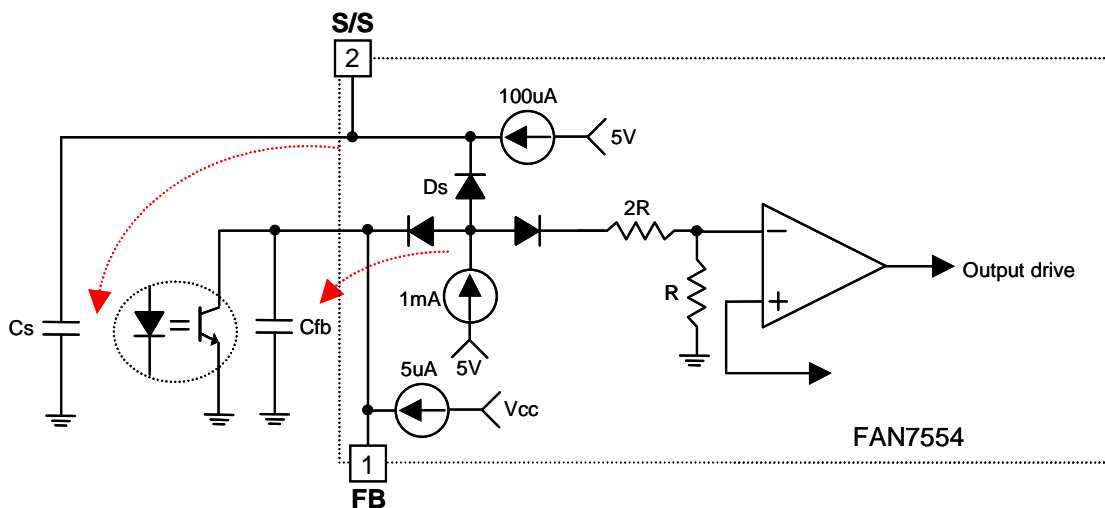 S/S
2
100uA
5V
Ds
2R
−
Output drive
1mA
R
+
Cs
Cfb
5V
5uA
Vcc
FAN7554
1
FB